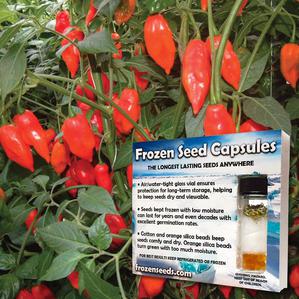 Frozen Seed Capsules
THE LONGEST LASTING SEEDS ANYWHERE
• Air/water-tight glass vial ensures
protection for long-term storage, helping
to keep seeds dry and viewable.
• Seeds kept frozen with low moisture
can last for years and even decades with
excellent germination rates.
• Cotton and orange silica beads keep
seeds comfy and dry. Orange silica beads
turn green with too much moisture.
FOR BEST RESULTS KEEP REFRIGERATED OR FROZEN
frozenseeds.com